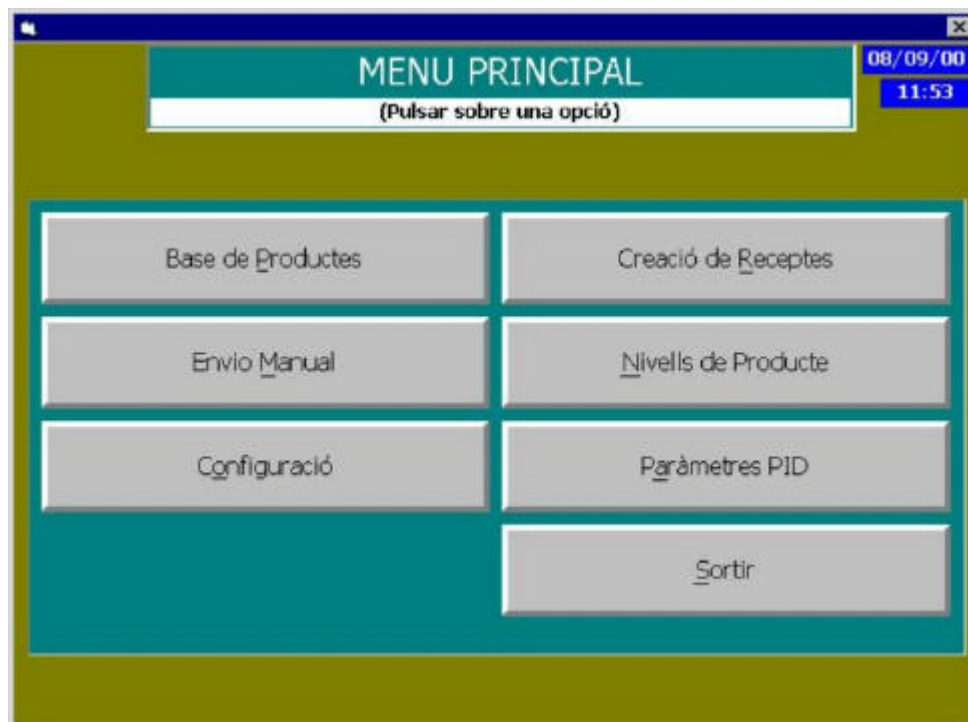 MENU PRINCIPAL
08/09/00
(Pulsar sobre una opció)
11:53
Base de Productes
Creació de Receptes
Envio Manual
Nivells de Producte
Configuració
Paràmetres PID
Sortir